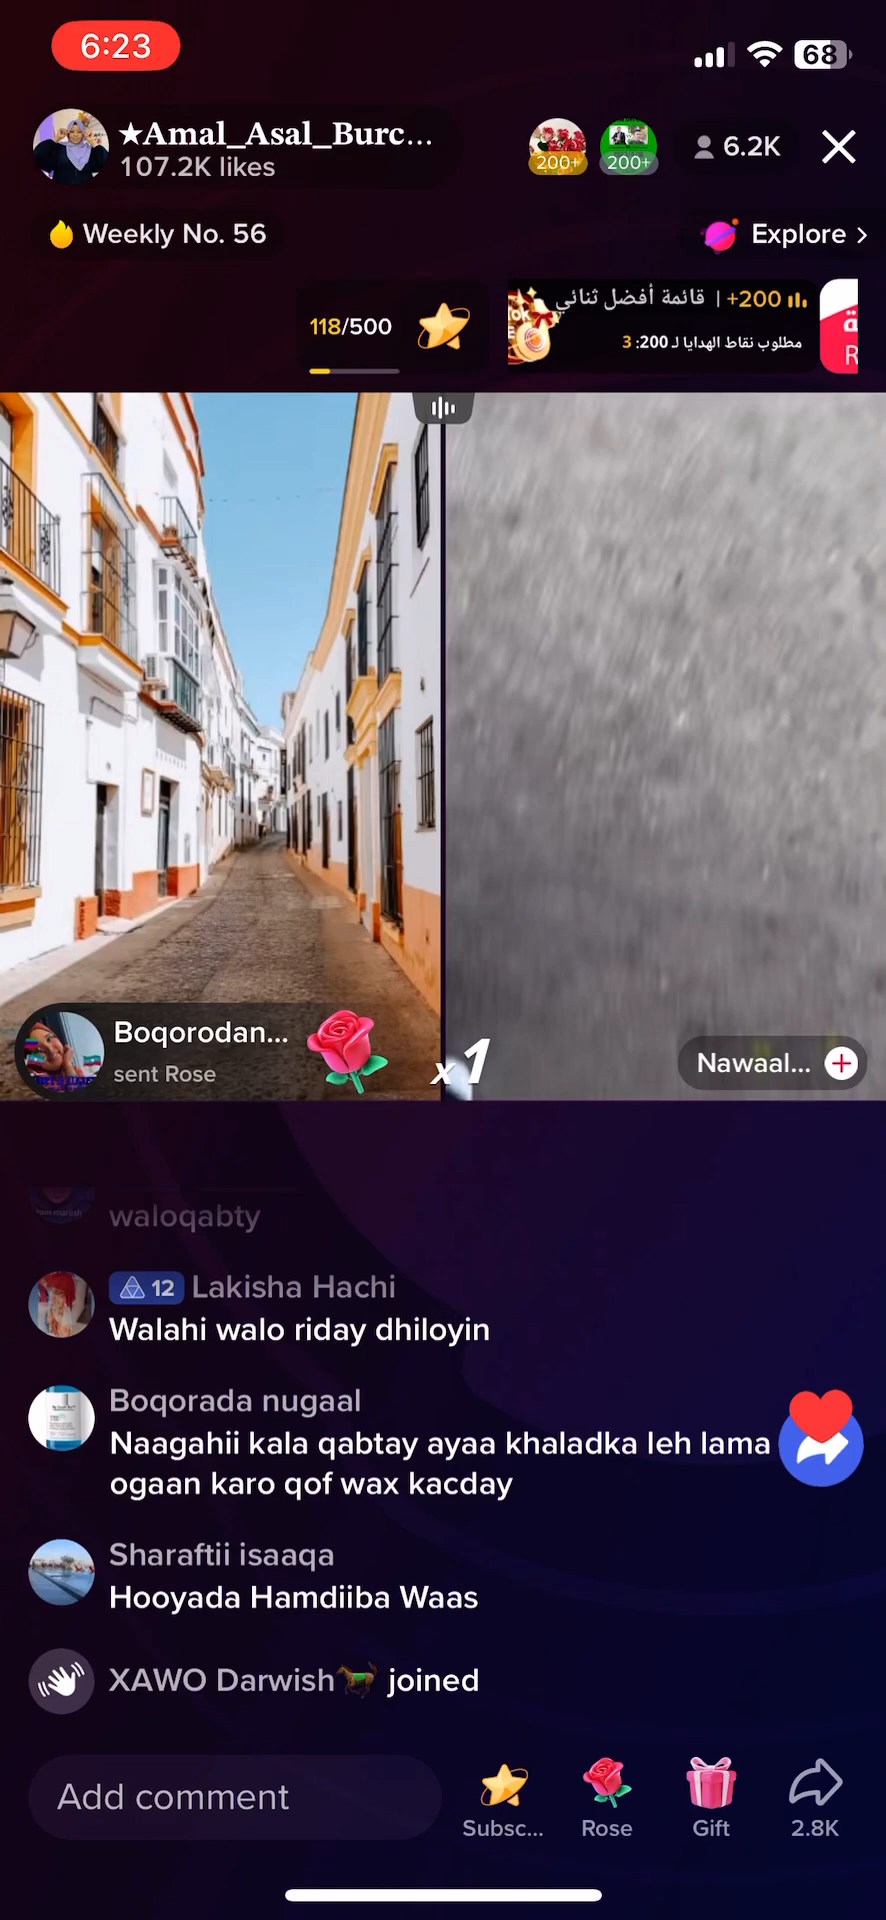 6:23
68
★Amal_Asal_Burc...
107.2K likes
200+
200+
6.2K
Weekly No. 56
Explore >
118/500
قائمة أفضل ثنائي | +200
مطلوب نقاط الهدايا لـ 200: 3
R
Boqorodan...
sent Rose
x1
Nawaal...
waloqabty
12 Lakisha Hachi
Walahi walo riday dhiloyin
Boqorada nugaal
Naagahii kala qabtay ayaa khaladka leh lama
ogaan karo qof wax kacday
Sharaftii isaaqa
Hooyada Hamdiiba Waas
XAWO Darwish joined
Add comment
Subsc...
Rose
Gift
2.8K